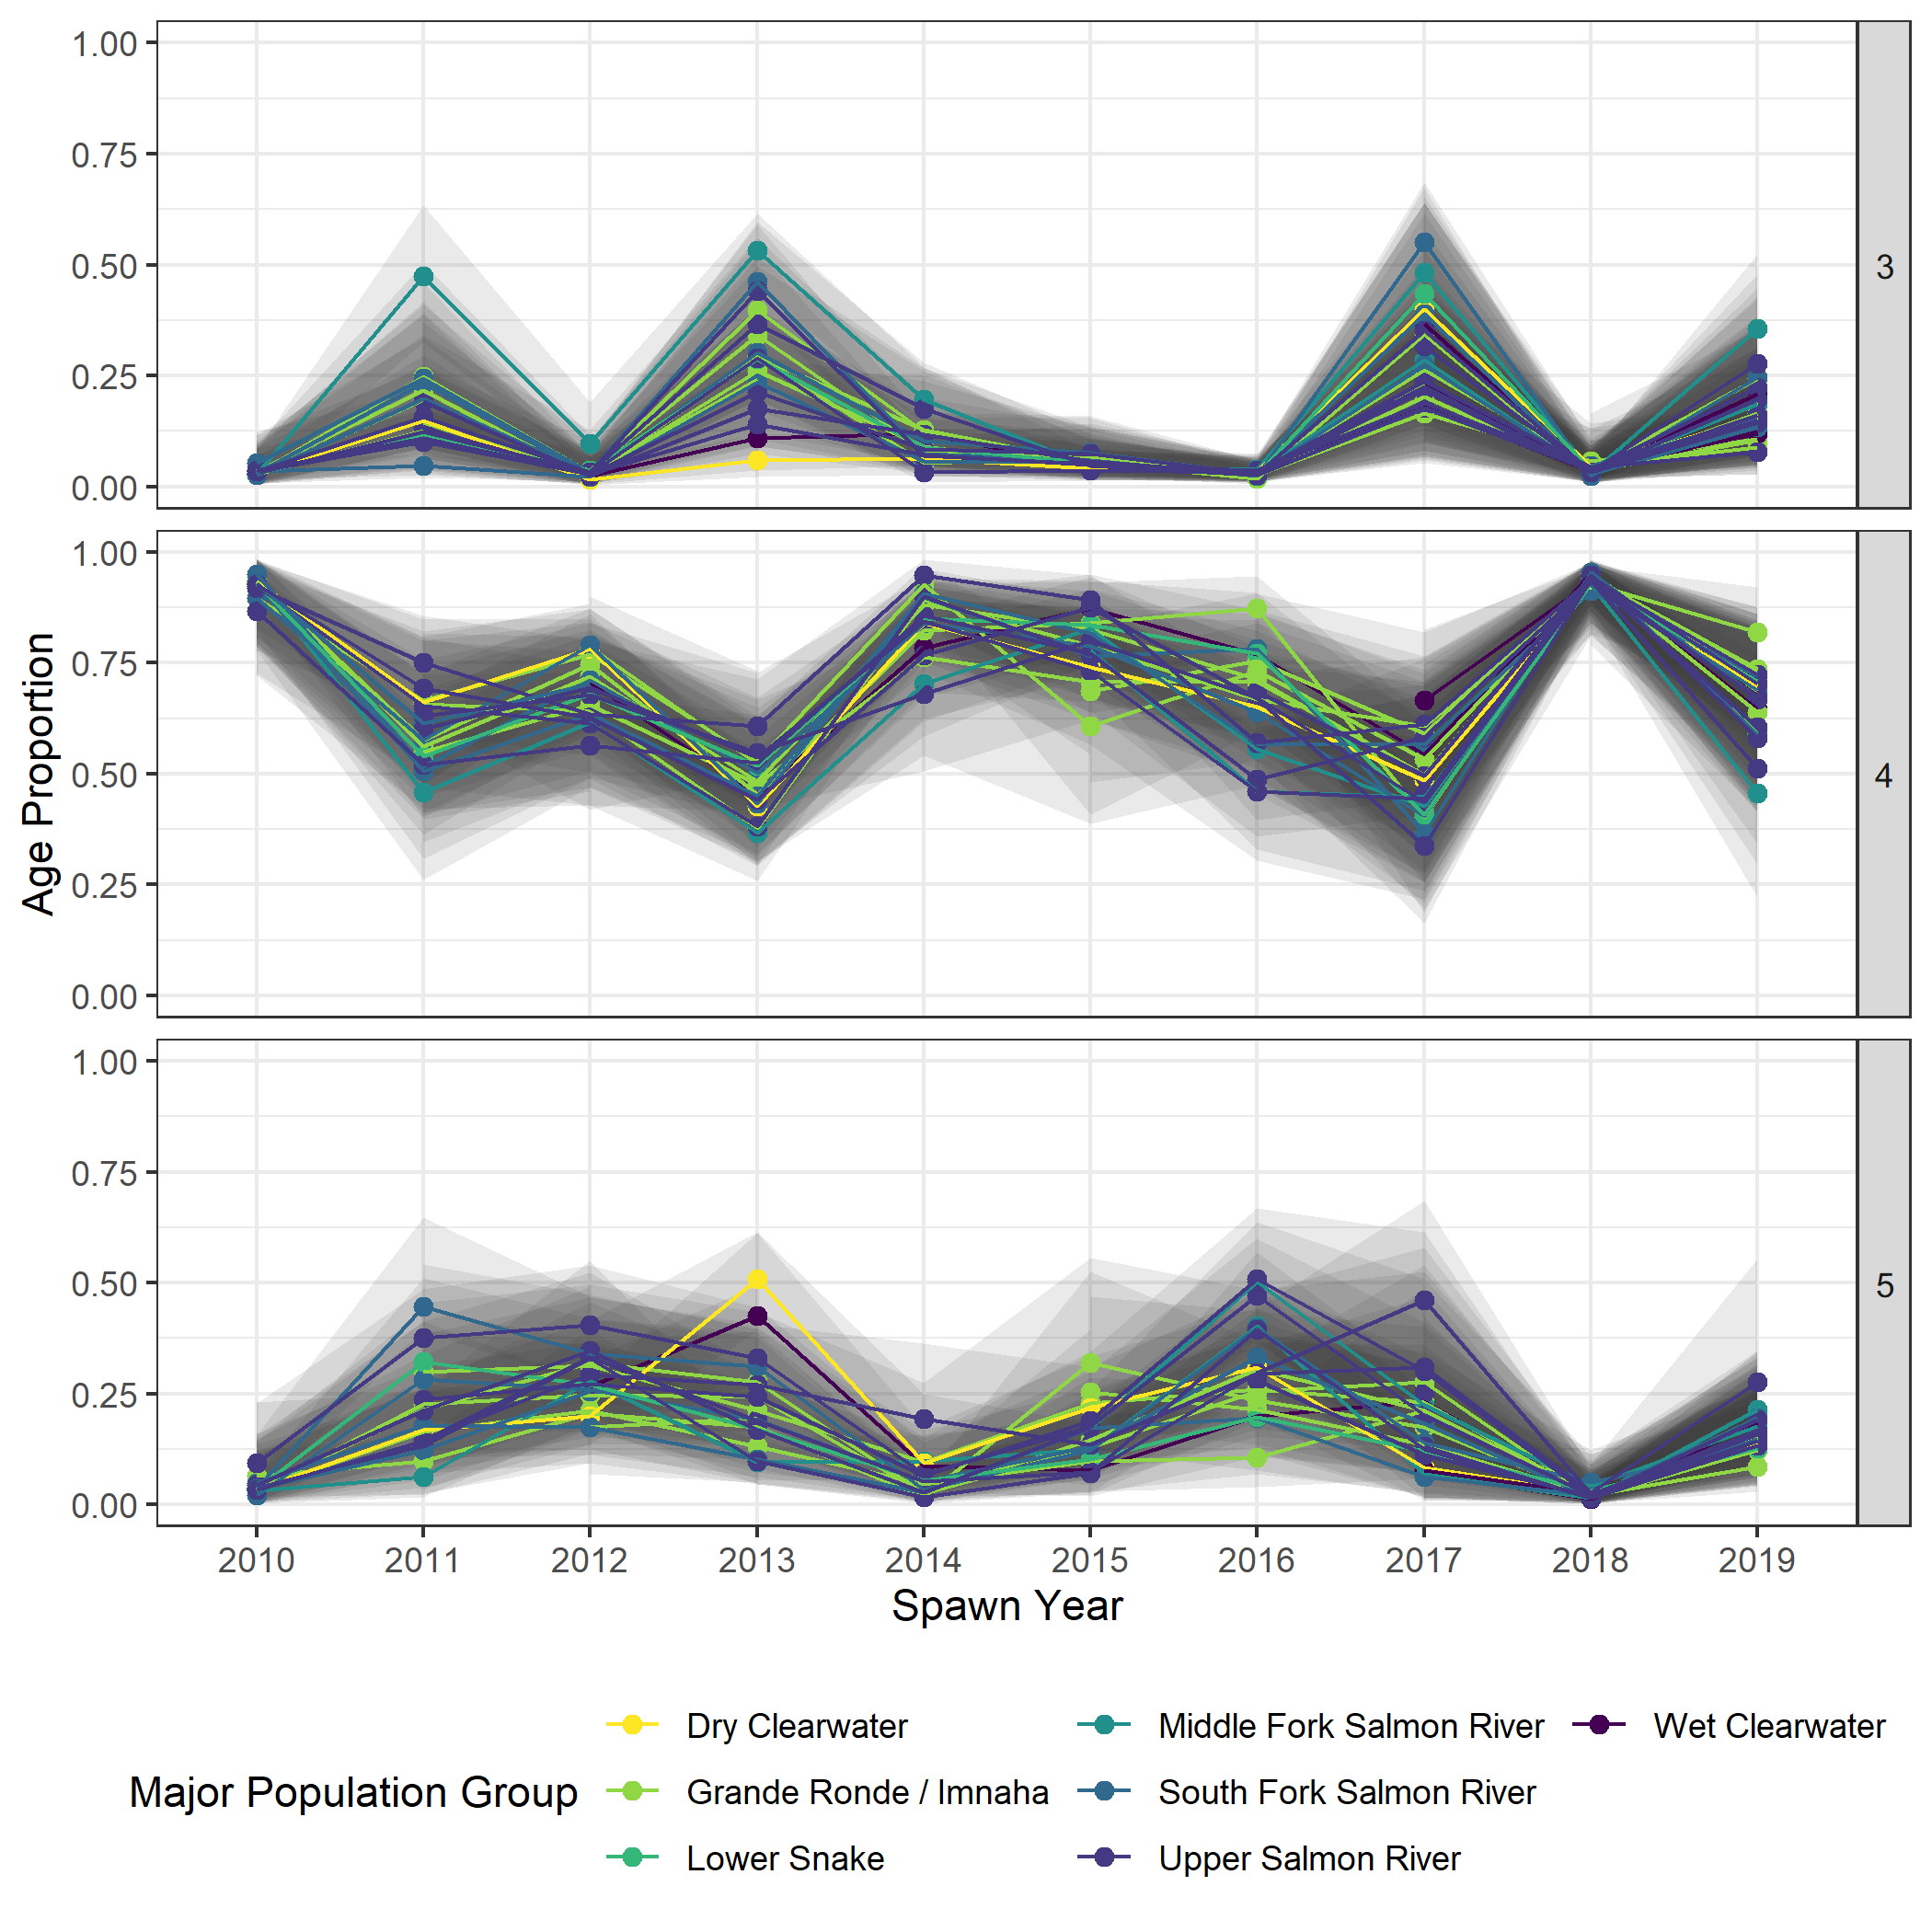 1.00
0.75
0.50
0.25
0.00
3
1.00
0.75
0.50
0.25
0.00
4
Age Proportion
1.00
0.75
0.50
0.25
0.00
5
2010 2011 2012 2013 2014 2015 2016 2017 2018 2019
Spawn Year
Major Population Group
Dry Clearwater
Grande Ronde / Imnaha
Lower Snake
Middle Fork Salmon River
South Fork Salmon River
Upper Salmon River
Wet Clearwater